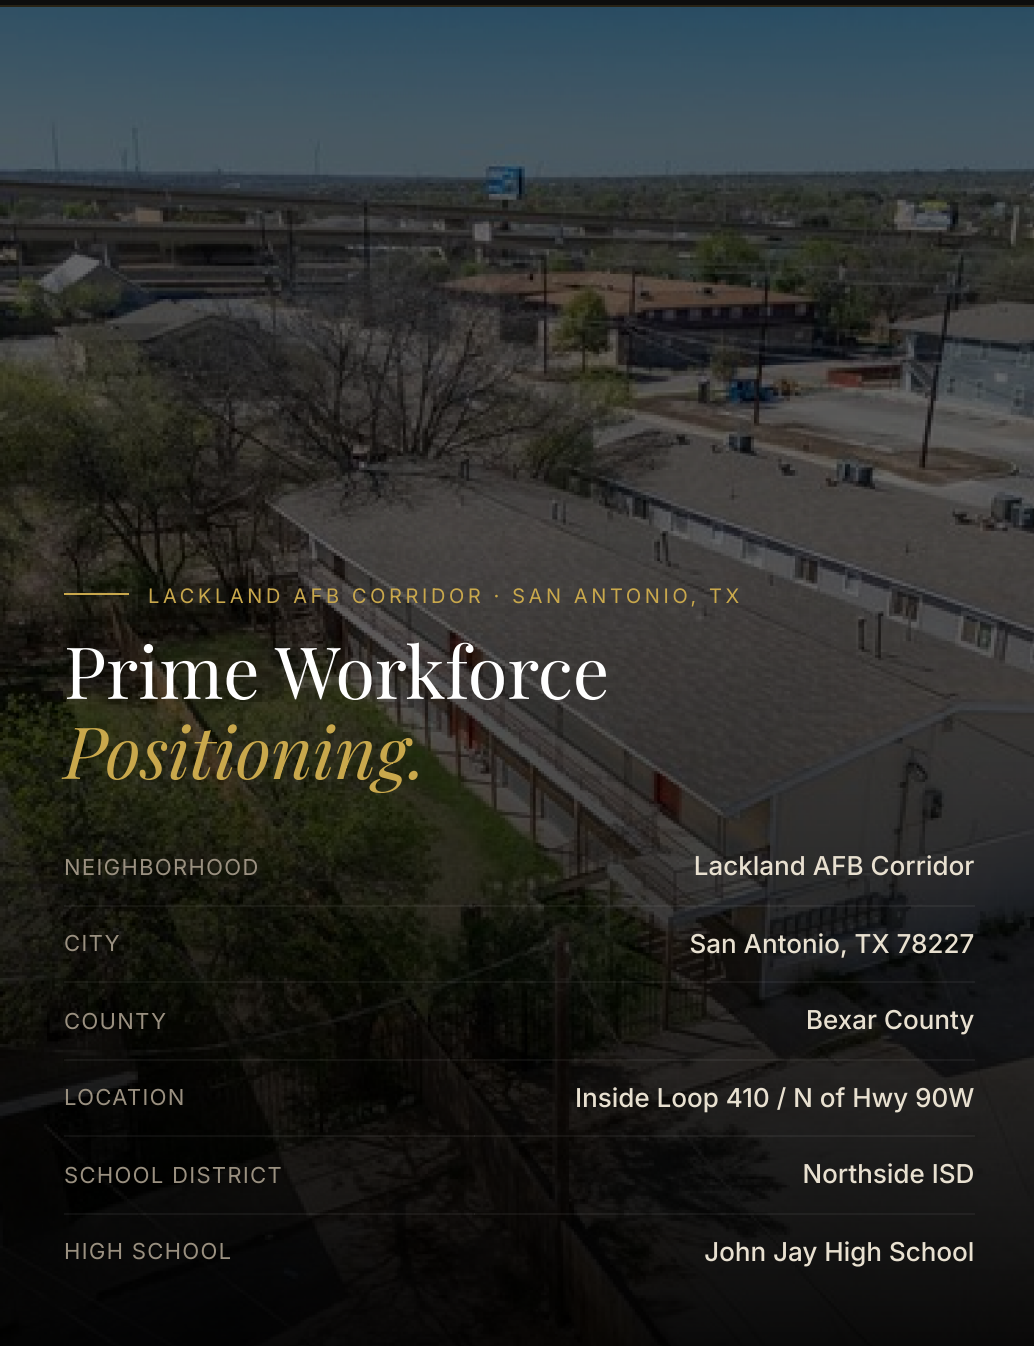 LACKLAND AFB CORRIDOR · SAN ANTONIO, TX
Prime Workforce
Positioning.
NEIGHBORHOOD Lackland AFB Corridor
CITY San Antonio, TX 78227
COUNTY Bexar County
LOCATION Inside Loop 410 / N of Hwy 90W
SCHOOL DISTRICT Northside ISD
HIGH SCHOOL John Jay High School